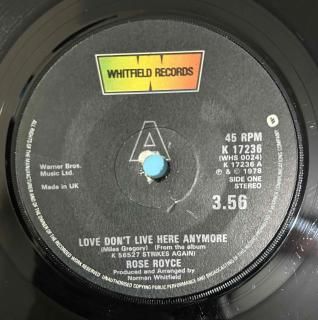 WHITFIELD RECORDS
A
Warner Bros.
Music Ltd.
Made in UK
45 RPM
K 17236
(WHS 0024)
K 17236 A
℗ & © 1978
SIDE ONE
STEREO
3.56
LOVE DON'T LIVE HERE ANYMORE
(Miles Gregory) (From the album
K 56527 STRIKES AGAIN)
ROSE ROYCE
Produced and Arranged by
Norman Whitfield